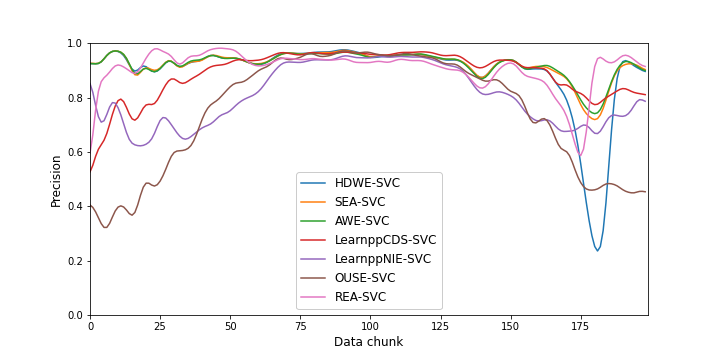 1.0
0.8
0.6
0.4
0.2
0.0
Precision
0
25
50
75
100
125
150
175
Data chunk
HDWE-SVC
SEA-SVC
AWE-SVC
LearnppCDS-SVC
LearnppNIE-SVC
OUSE-SVC
REA-SVC